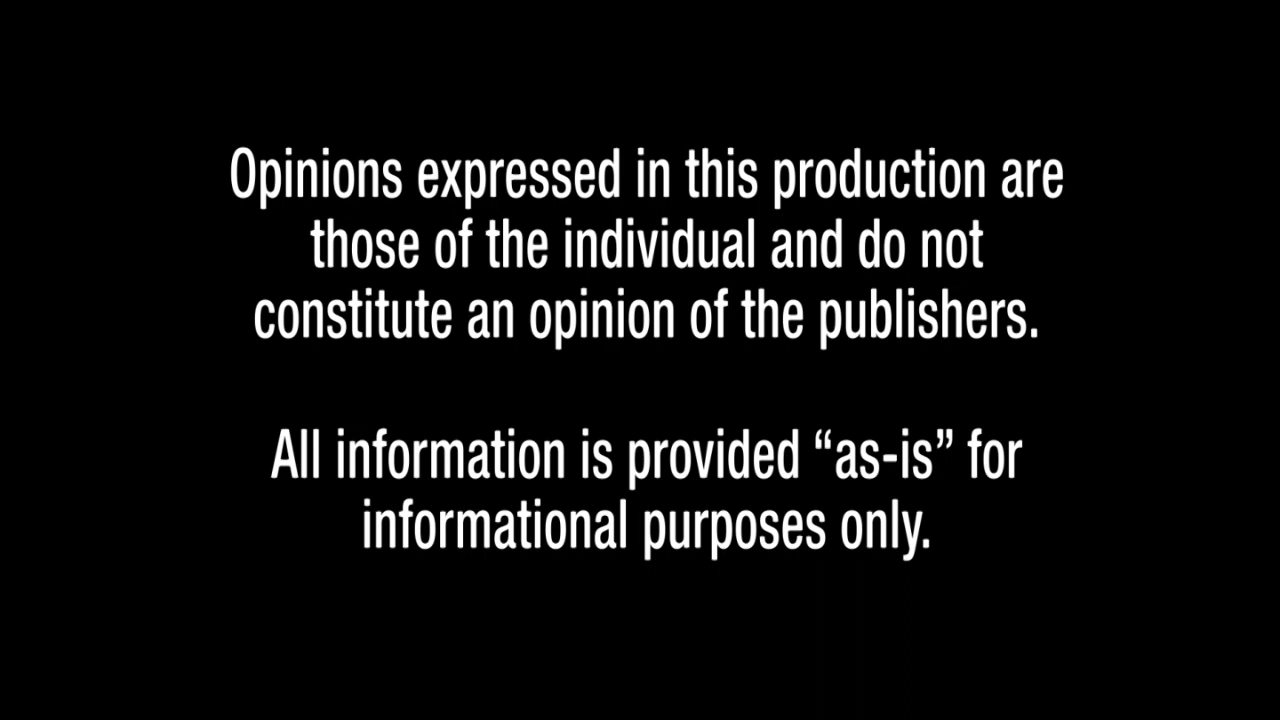 Opinions expressed in this production are
those of the individual and do not
constitute an opinion of the publishers.
All information is provided “as-is” for
informational purposes only.